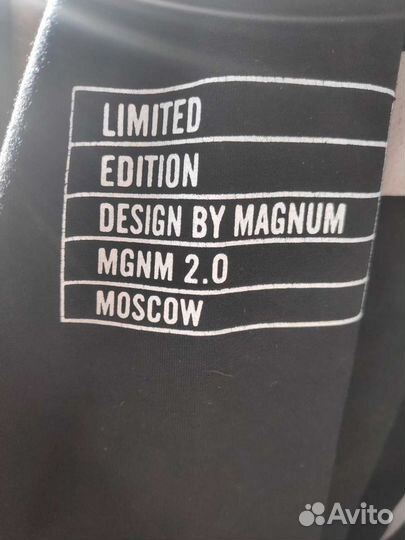 LIMITED
EDITION
DESIGN BY MAGNUM
MGNM 2.0
MOSCOW
Avito